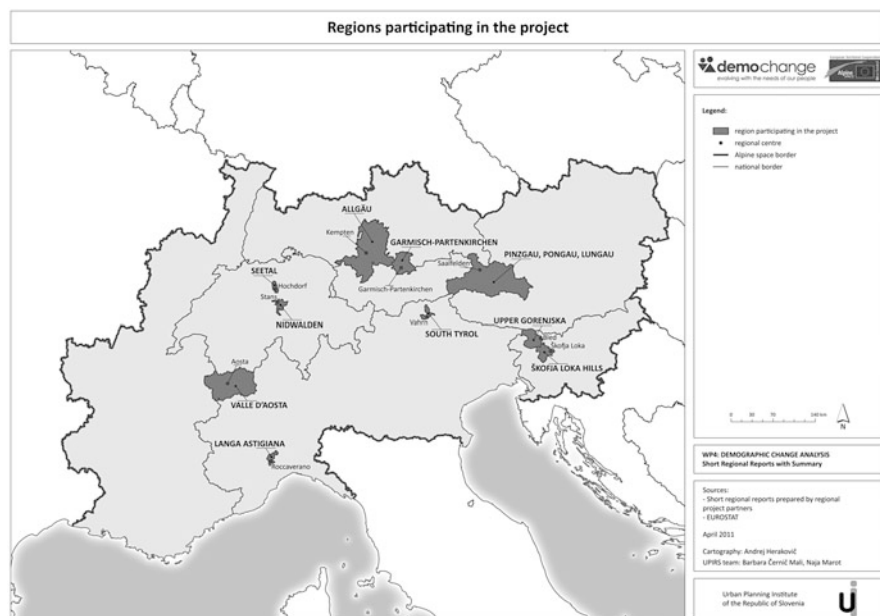 Regions participating in the project
demochange
evolving with the needs of our people
Alpine
Legend:
region participating in the project
regional centre
Alpine space border
national border
ALLGÄU
Kempten
GARMISCH-PARTENKIRCHEN
Saalfelden
PINZGAU, PONGAU, LUNGAU
Garmisch-Partenkirchen
SEETAL
Hochdorf
Stans
NIDWALDEN
Vahrn
SOUTH TYROL
UPPER GORENJSKA
Bled
Škofja Loka
ŠKOFJA LOKA HILLS
Aosta
VALLE D'AOSTA
LANGA ASTIGIANA
Roccaverano
0 35 70 140 km
N
WP4: DEMOGRAPHIC CHANGE ANALYSIS
Short Regional Reports with Summary
Sources:
- Short regional reports prepared by regional
project partners
- EUROSTAT
April 2011
Cartography: Andrej Herakovič
UPIRS team: Barbara Černič Mali, Naja Marot
Urban Planning Institute
of the Republic of Slovenia